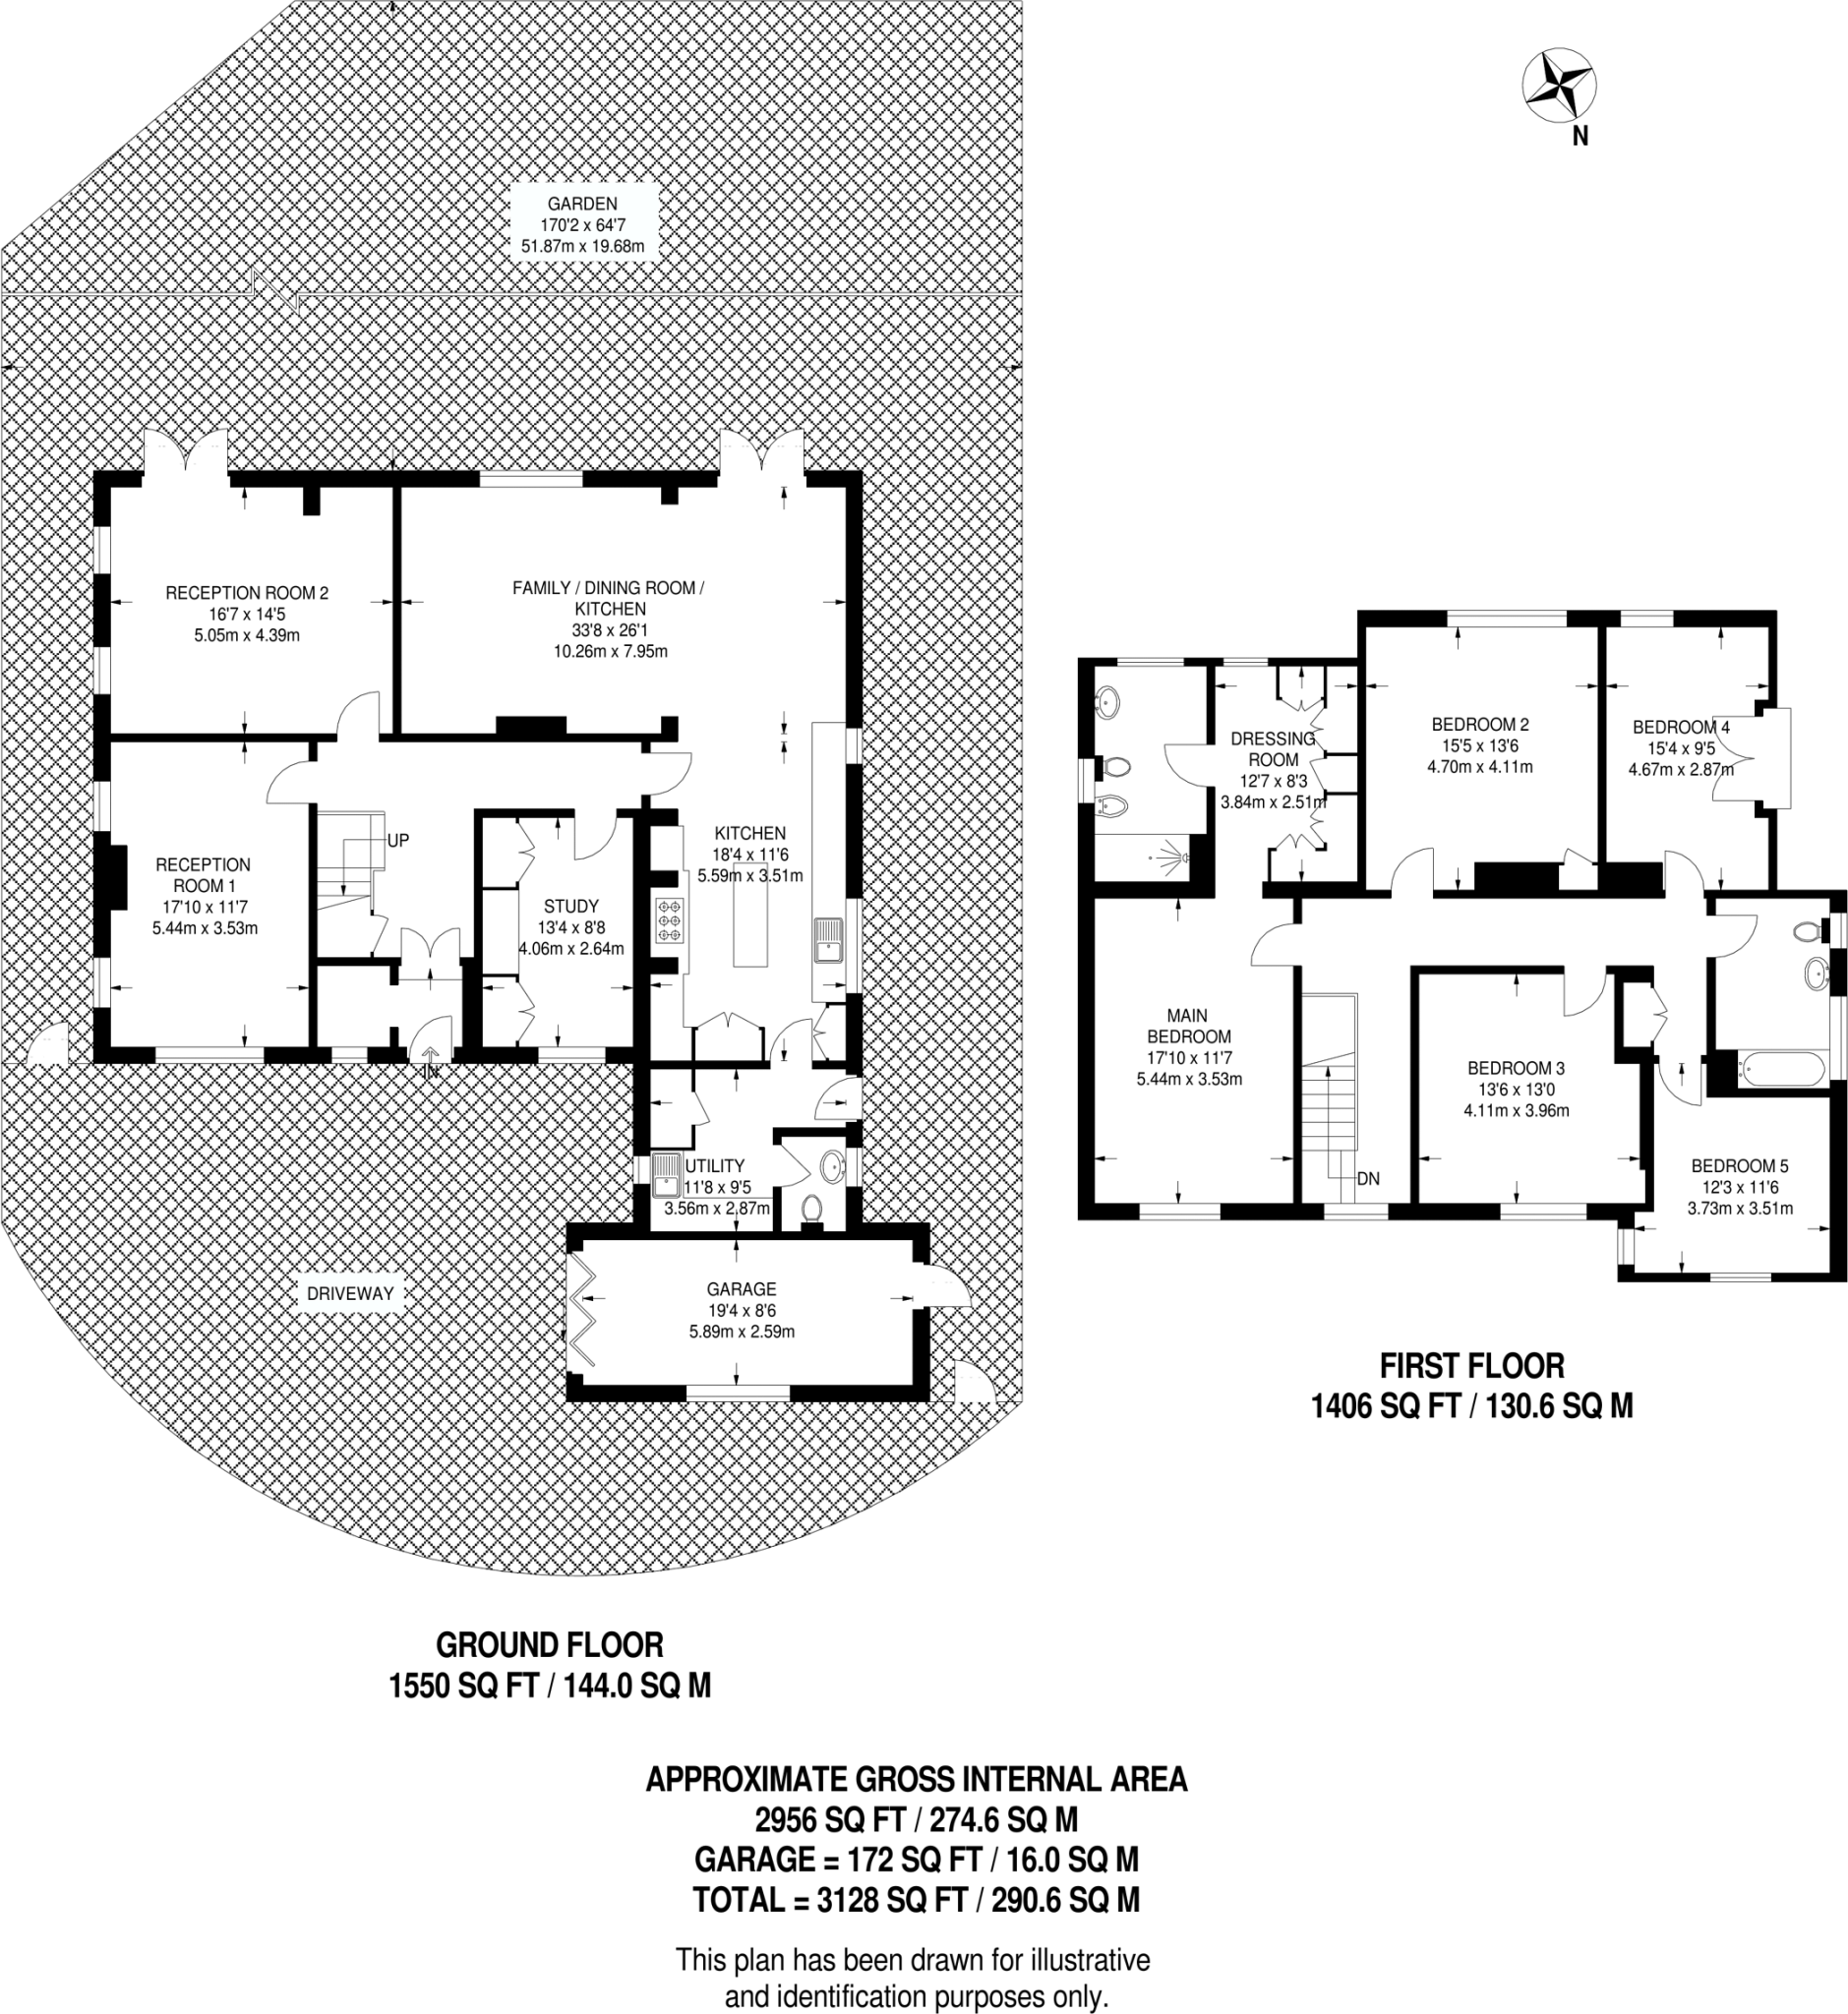 N
GARDEN
170'2 x 64'7
51.87m x 19.68m
RECEPTION ROOM 2
16'7 x 14'5
5.05m x 4.39m
FAMILY / DINING ROOM /
KITCHEN
33'8 x 26'1
10.26m x 7.95m
RECEPTION
ROOM 1
17'10 x 11'7
5.44m x 3.53m
UP
STUDY
13'4 x 8'8
4.06m x 2.64m
KITCHEN
18'4 x 11'6
5.59m x 3.51m
IN
UTILITY
11'8 x 9'5
3.56m x 2.87m
DRIVEWAY
GARAGE
19'4 x 8'6
5.89m x 2.59m
DRESSING
ROOM
12'7 x 8'3
3.84m x 2.51m
BEDROOM 2
15'5 x 13'6
4.70m x 4.11m
BEDROOM 4
15'4 x 9'5
4.67m x 2.87m
MAIN
BEDROOM
17'10 x 11'7
5.44m x 3.53m
DN
BEDROOM 3
13'6 x 13'0
4.11m x 3.96m
BEDROOM 5
12'3 x 11'6
3.73m x 3.51m
FIRST FLOOR
1406 SQ FT / 130.6 SQ M
GROUND FLOOR
1550 SQ FT / 144.0 SQ M
APPROXIMATE GROSS INTERNAL AREA
2956 SQ FT / 274.6 SQ M
GARAGE = 172 SQ FT / 16.0 SQ M
TOTAL = 3128 SQ FT / 290.6 SQ M
This plan has been drawn for illustrative
and identification purposes only.